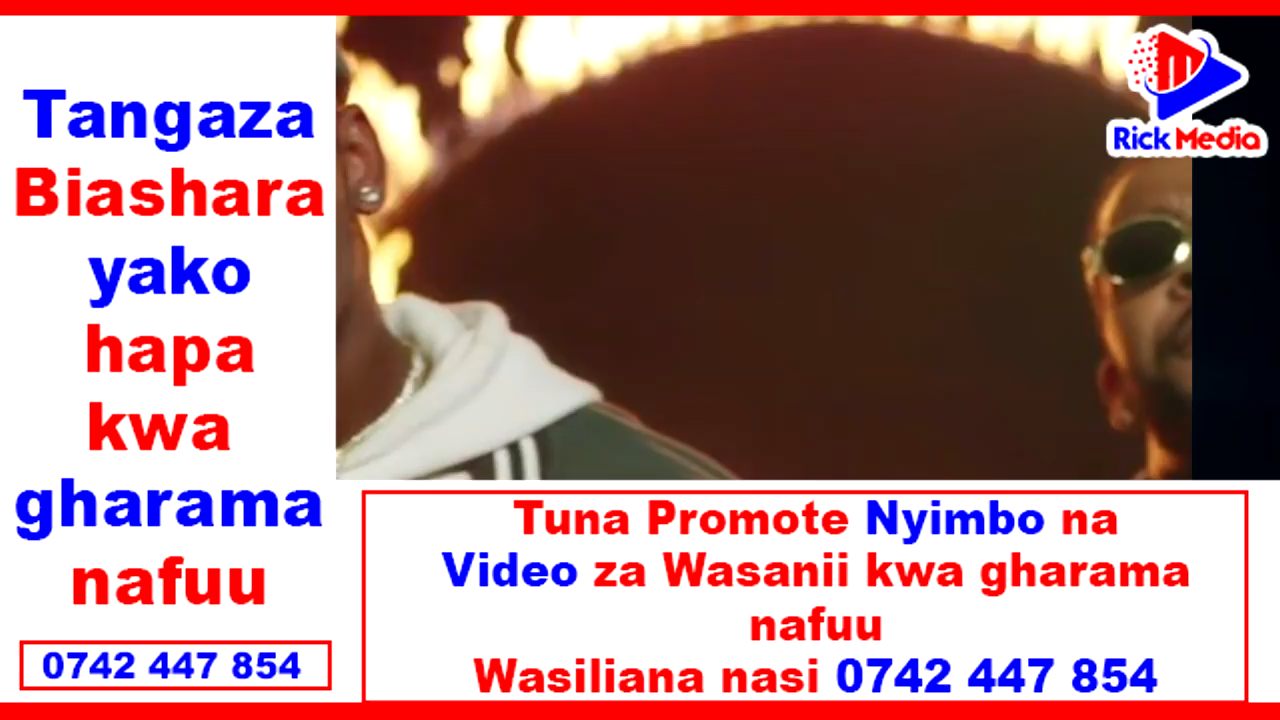 Tangaza
Biashara
yako
hapa
kwa
gharama
nafuu
0742 447 854
Rick Media
Tuna Promote Nyimbo na
Video za Wasanii kwa gharama
nafuu
Wasiliana nasi 0742 447 854